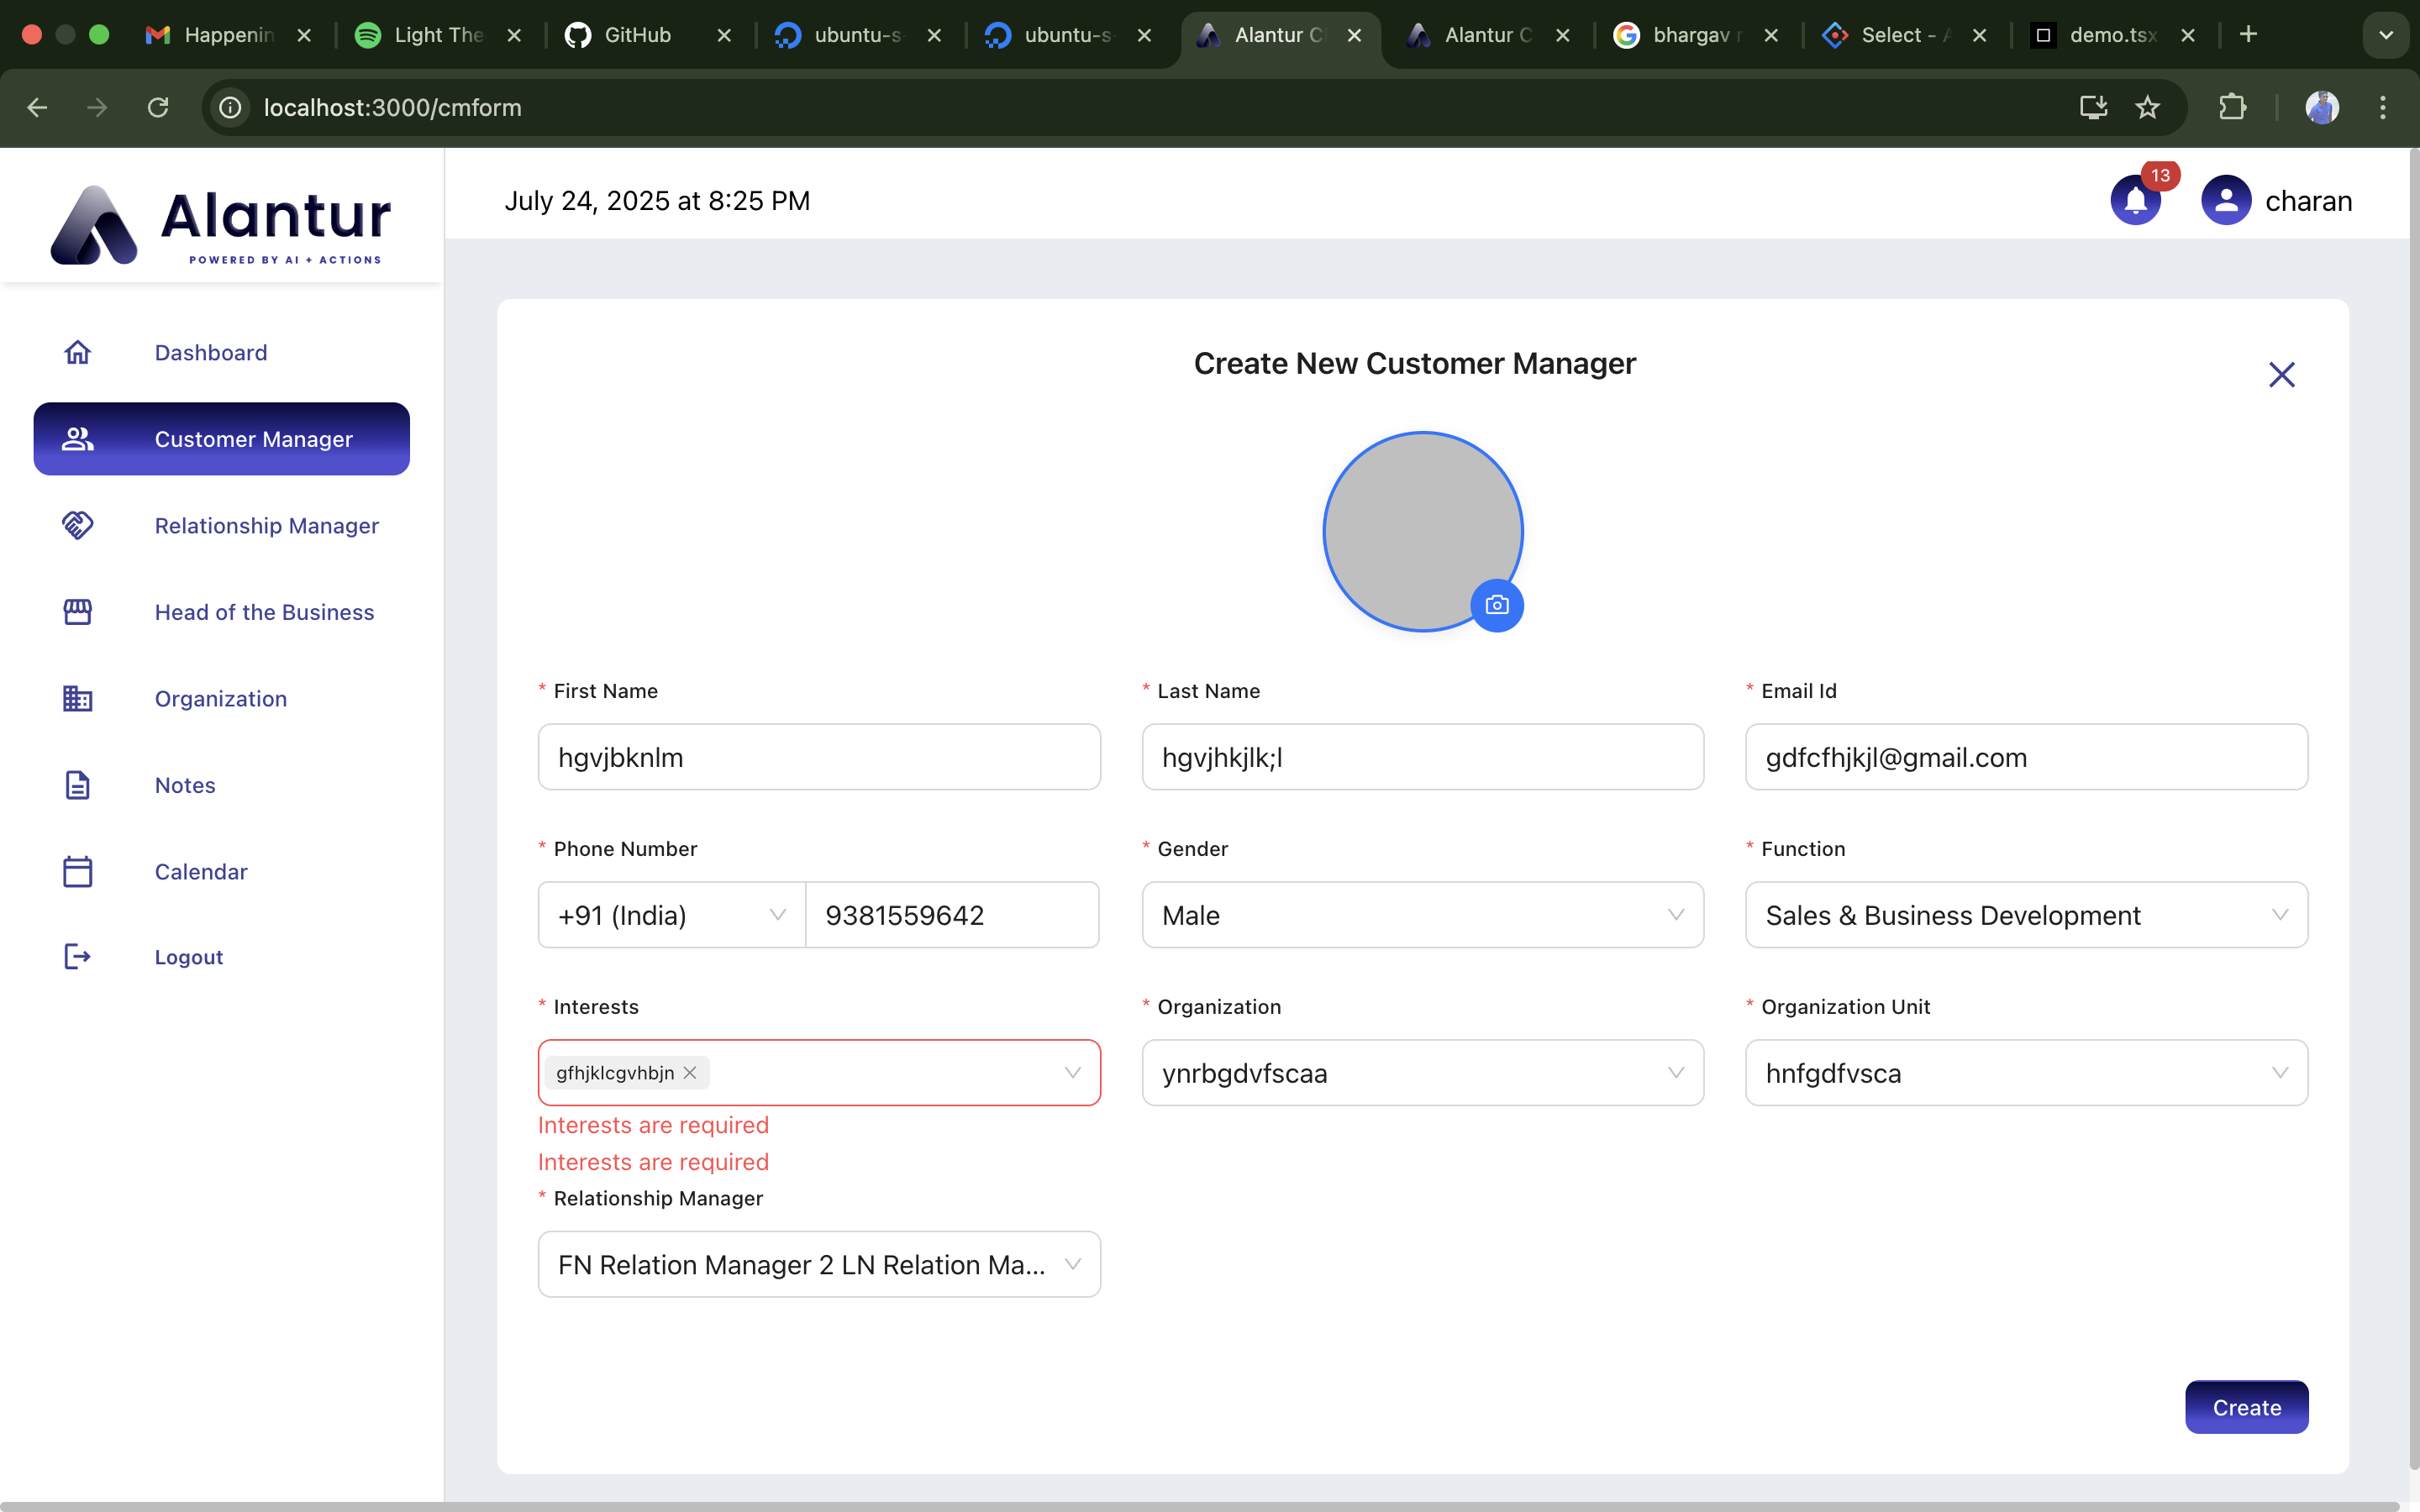 Happenin
Light The
GitHub
ubuntu-s
ubuntu-s
Alantur C
Alantur C
bhargav
Select - A
demo.tsx
localhost:3000/cmform
Alantur
POWERED BY AI + ACTIONS
July 24, 2025 at 8:25 PM
13
charan
Dashboard
Customer Manager
Relationship Manager
Head of the Business
Organization
Notes
Calendar
Logout
Create New Customer Manager
* First Name
* Last Name
* Email Id
hgvjbknlm
hgvjhkjlk;l
gdfcfhjkjl@gmail.com
* Phone Number
* Gender
* Function
+91 (India)
9381559642
Male
Sales & Business Development
* Interests
* Organization
* Organization Unit
gfhjklcgvhbjn
ynrbgdvfscaa
hnfgdfvsca
Interests are required
Interests are required
* Relationship Manager
FN Relation Manager 2 LN Relation Ma...
Create